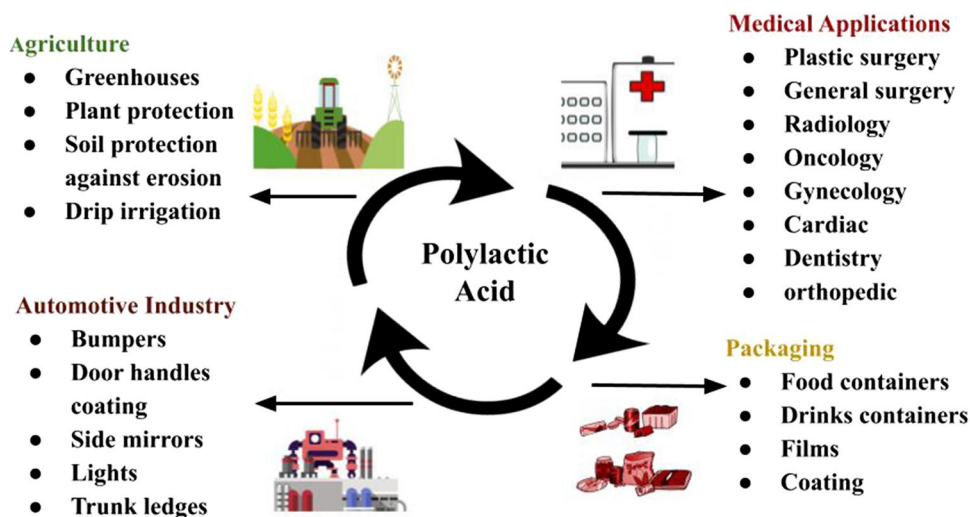 Agriculture
● Greenhouses
● Plant protection
● Soil protection
against erosion
● Drip irrigation
Medical Applications
● Plastic surgery
● General surgery
● Radiology
● Oncology
● Gynecology
● Cardiac
● Dentistry
● orthopedic
Polylactic
Acid
Automotive Industry
● Bumpers
● Door handles
coating
● Side mirrors
● Lights
● Trunk ledges
Packaging
● Food containers
● Drinks containers
● Films
● Coating